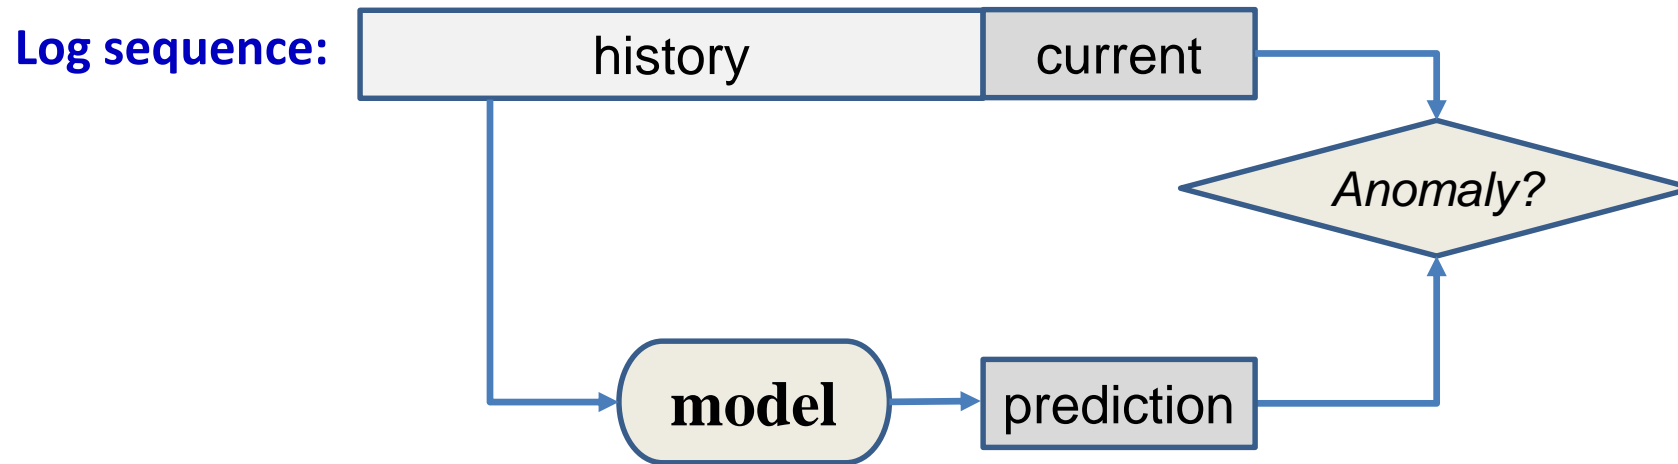 Log sequence:
history
current
Anomaly?
model
prediction